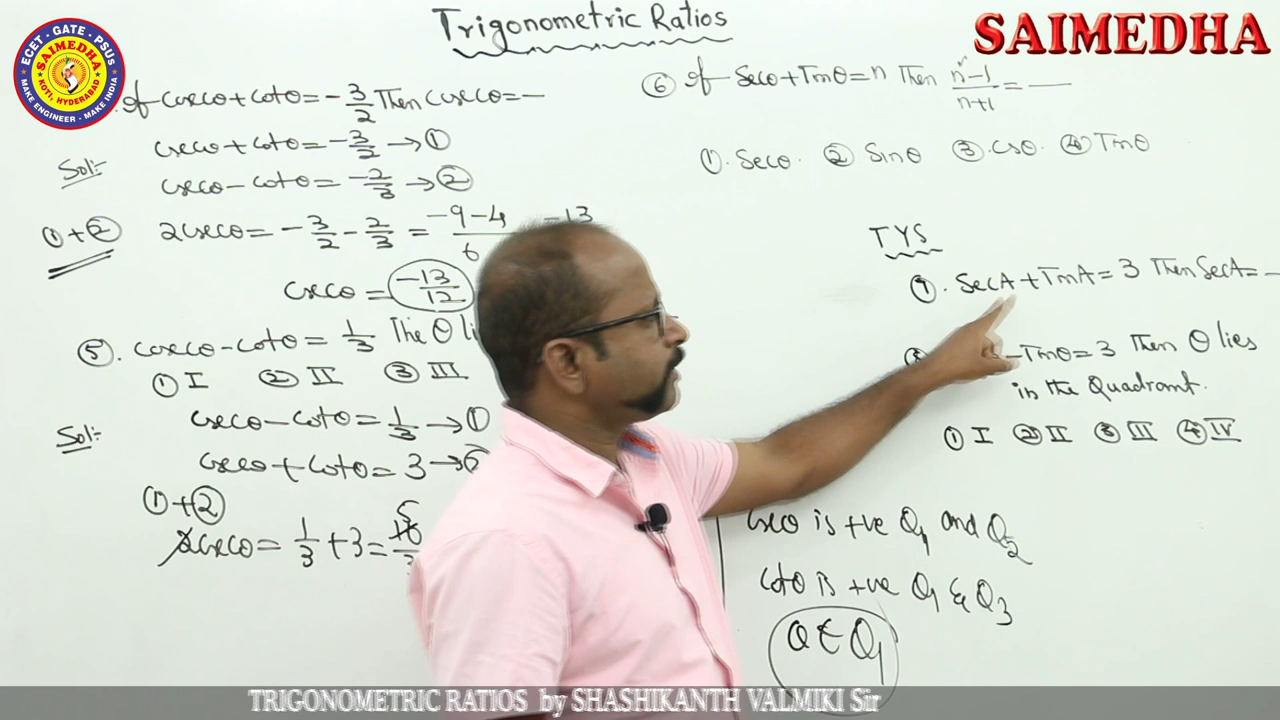 Trigonometric Ratios
SAIMEDHA
ECET - GATE - PSUS
SAIMEDHA
KOTI, HYDERABAD
MAKE ENGINEER - MAKE INDIA
. If cosecθ + cotθ = -3/2 Then cosecθ = —
Sol:-
cosecθ + cotθ = -3/2 → ①
cosecθ - cotθ = -2/3 → ②
① + ② 2cosecθ = -3/2 - 2/3 = -9-4/6 -13
cosecθ = -13/12
⑤. cosecθ - cotθ = 1/3 The θ li
① I ② II ③ III
Sol:-
cosecθ - cotθ = 1/3 → ①
cosecθ + cotθ = 3 →
① + ②
2cosecθ = 1/3 + 3 =
⑥ If Secθ + Tanθ = n Then n²-1/n²+1 = —
① Secθ. ② Sinθ ③ cosθ. ④ Tanθ
TYS
⑦. SecA + TanA = 3 Then SecA = —
- Tanθ = 3 Then θ lies
in the Quadrant.
① I ② II ③ III ④ IV
cosecθ is +ve Q1 and Q2
cotθ is +ve Q1 & Q3
θ ∈ Q1
TRIGONOMETRIC RATIOS by SHASHIKANTH VALMIKI Sir